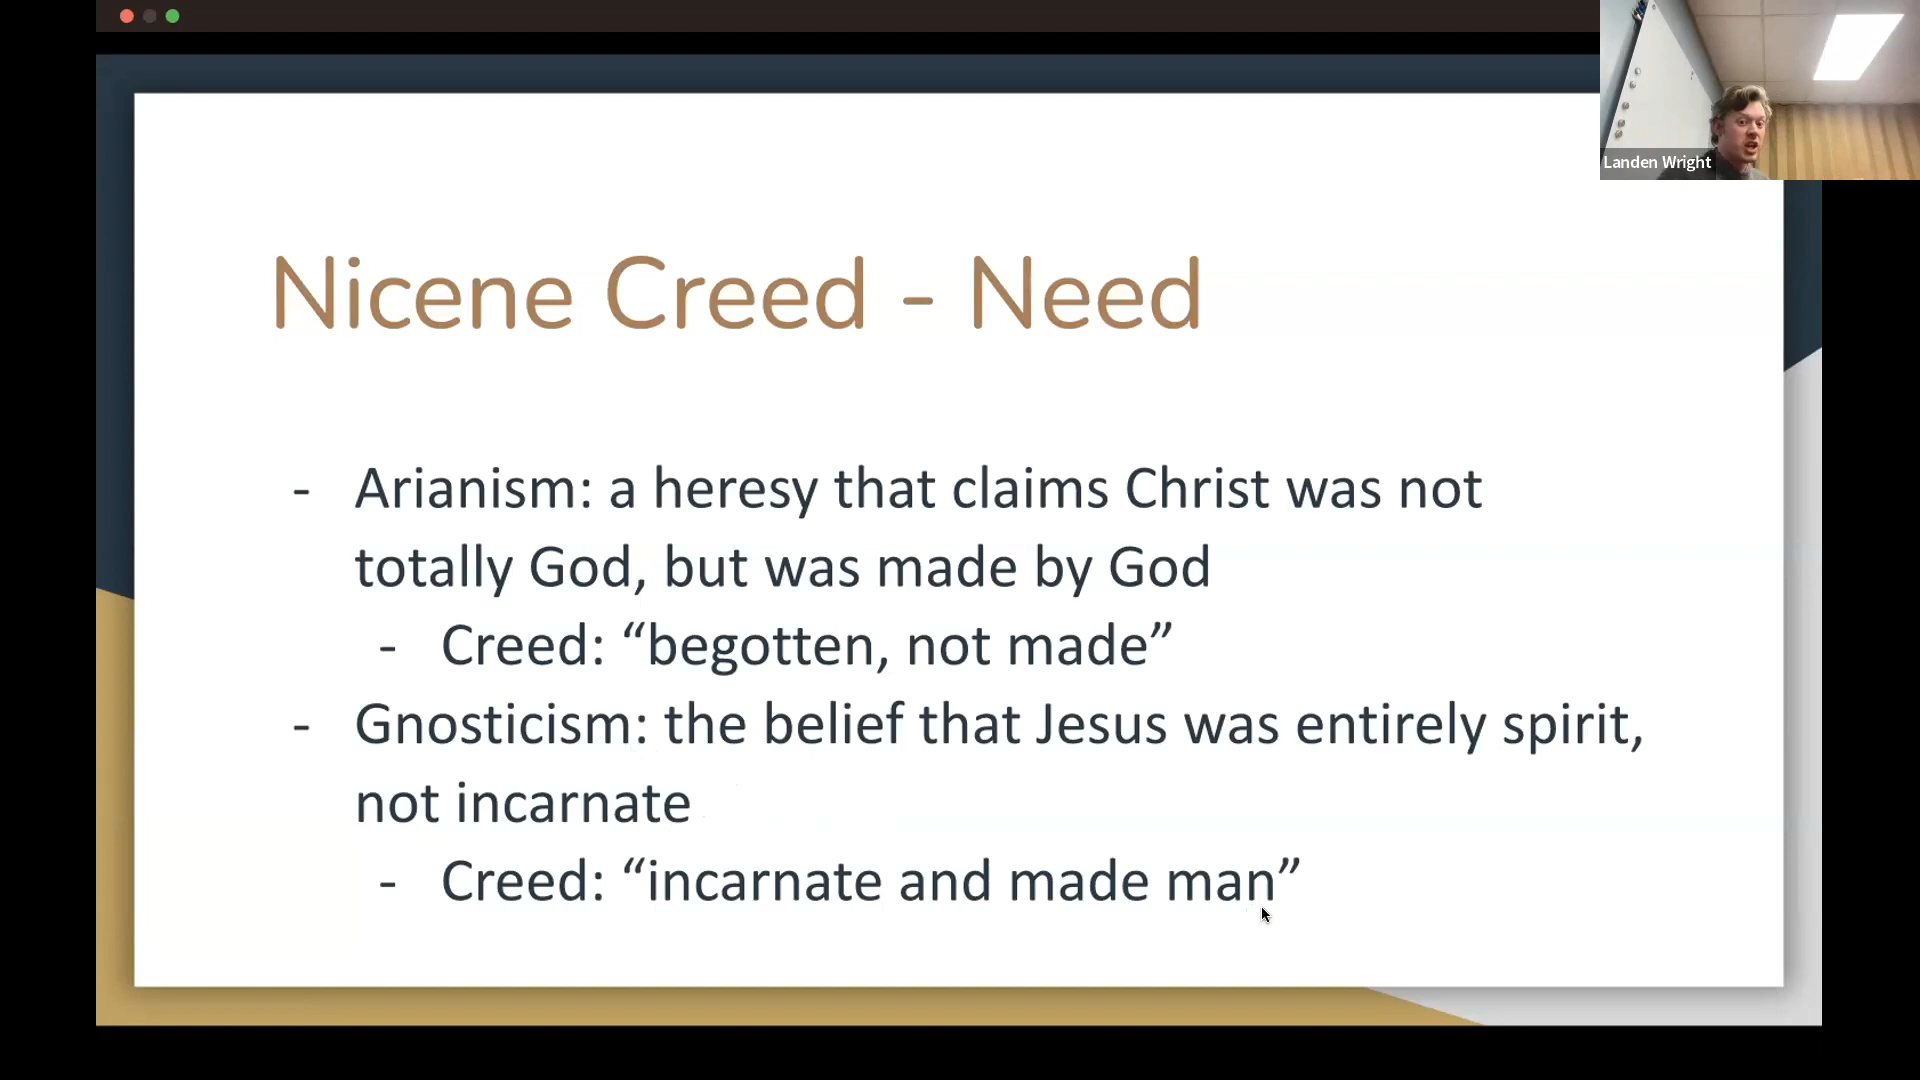 Landen Wright
Nicene Creed - Need
- Arianism: a heresy that claims Christ was not
totally God, but was made by God
- Creed: “begotten, not made”
- Gnosticism: the belief that Jesus was entirely spirit,
not incarnate
- Creed: “incarnate and made man”